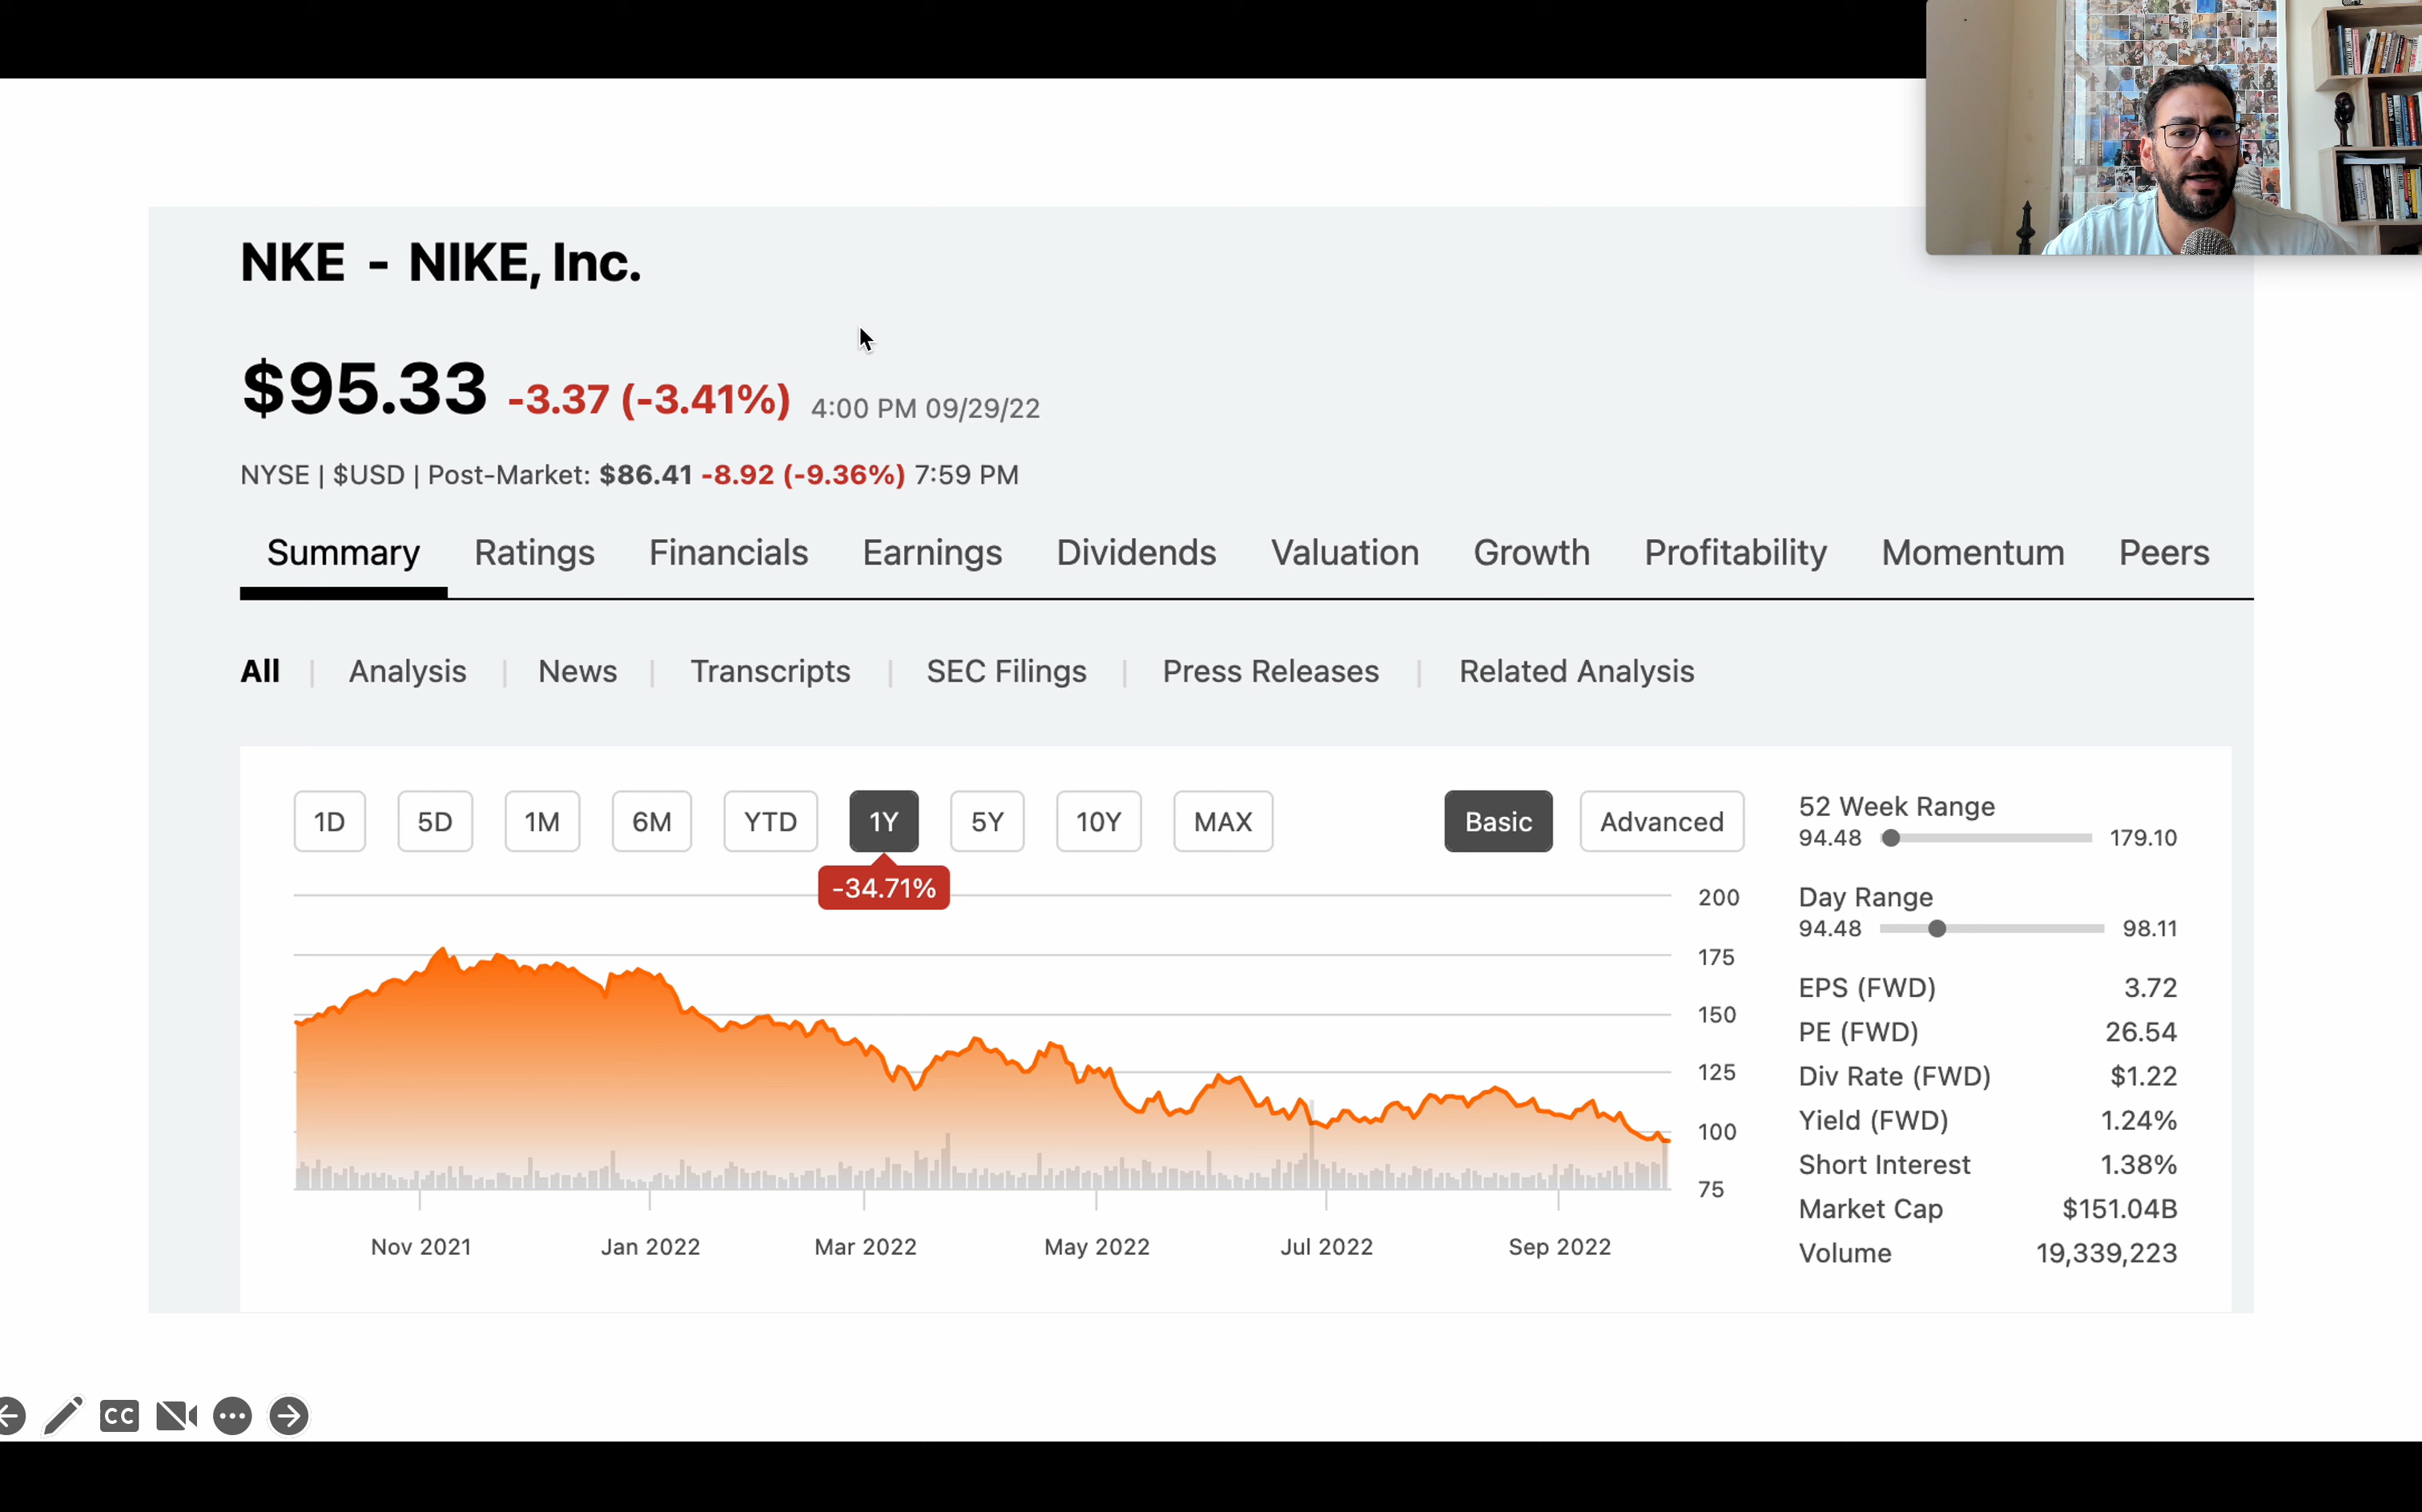 NKE - NIKE, Inc.
$95.33 -3.37 (-3.41%) 4:00 PM 09/29/22
NYSE | $USD | Post-Market: $86.41 -8.92 (-9.36%) 7:59 PM
Summary Ratings Financials Earnings Dividends Valuation Growth Profitability Momentum Peers
All | Analysis | News | Transcripts | SEC Filings | Press Releases | Related Analysis
1D 5D 1M 6M YTD 1Y 5Y 10Y MAX Basic Advanced
-34.71%
200
175
150
125
100
75
Nov 2021 Jan 2022 Mar 2022 May 2022 Jul 2022 Sep 2022
52 Week Range
94.48 179.10
Day Range
94.48 98.11
EPS (FWD) 3.72
PE (FWD) 26.54
Div Rate (FWD) $1.22
Yield (FWD) 1.24%
Short Interest 1.38%
Market Cap $151.04B
Volume 19,339,223
CC